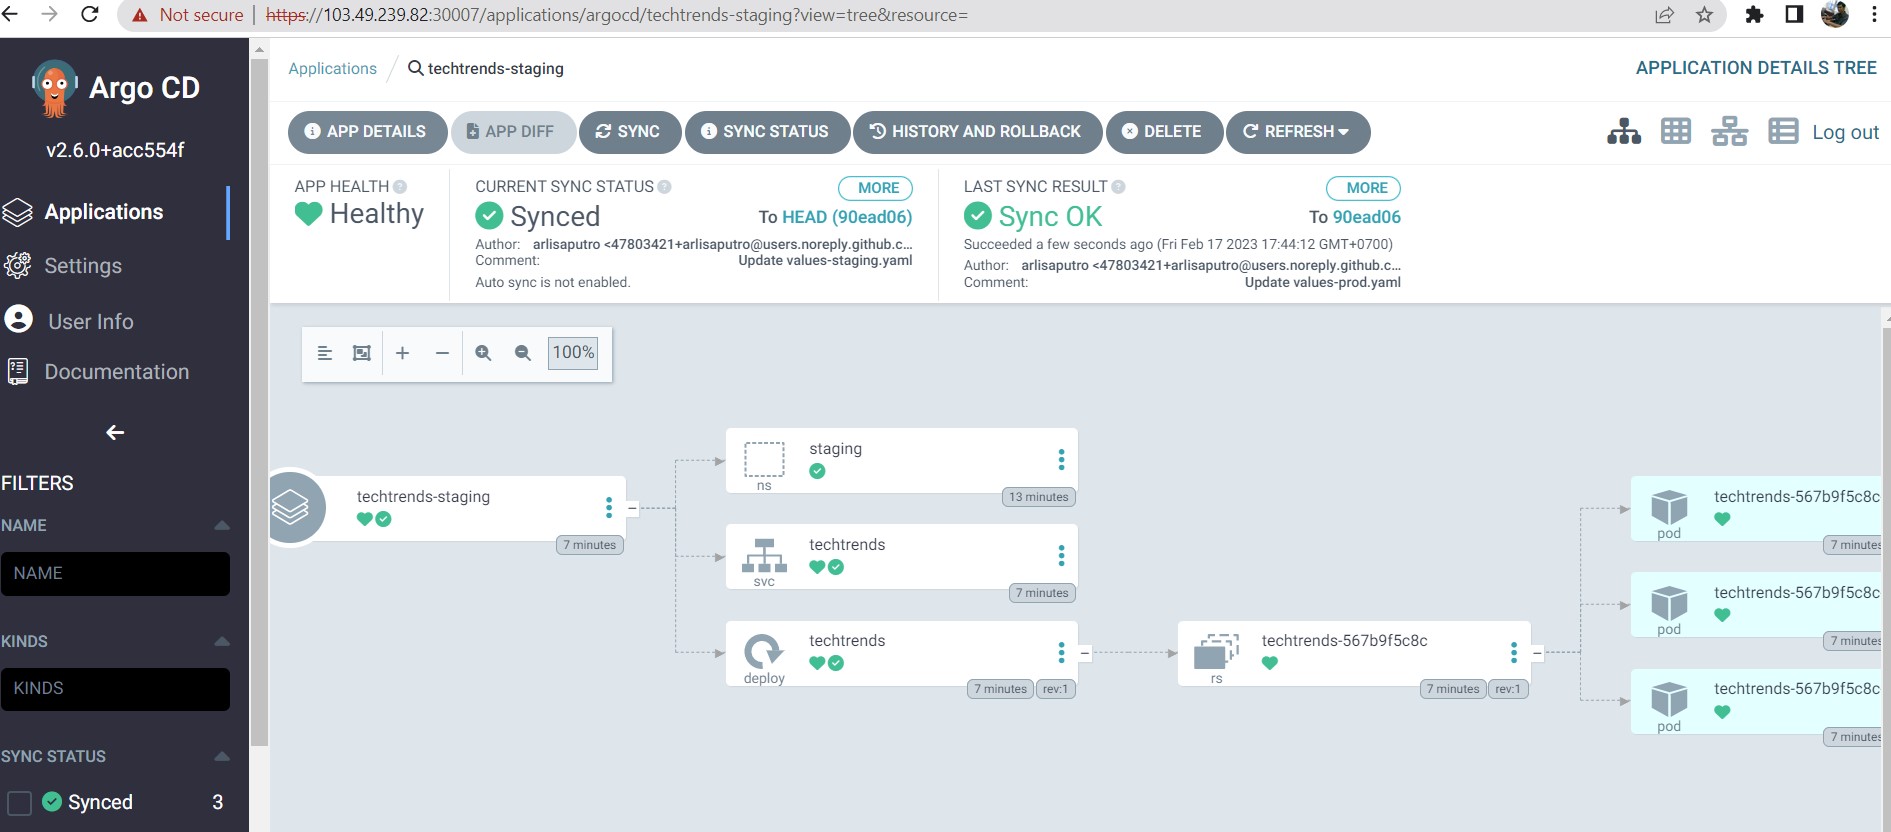 Not secure | https://103.49.239.82:30007/applications/argocd/techtrends-staging?view=tree&resource=
Argo CD
v2.6.0+acc554f
Applications
Settings
User Info
Documentation
FILTERS
NAME
NAME
KINDS
KINDS
SYNC STATUS
Synced 3
Applications / techtrends-staging
APPLICATION DETAILS TREE
APP DETAILS APP DIFF SYNC SYNC STATUS HISTORY AND ROLLBACK DELETE REFRESH
Log out
APP HEALTH
Healthy
CURRENT SYNC STATUS MORE
Synced To HEAD (90ead06)
Author: arlisaputro <47803421+arlisaputro@users.noreply.github.c...
Comment: Update values-staging.yaml
Auto sync is not enabled.
LAST SYNC RESULT MORE
Sync OK To 90ead06
Succeeded a few seconds ago (Fri Feb 17 2023 17:44:12 GMT+0700)
Author: arlisaputro <47803421+arlisaputro@users.noreply.github.c...
Comment: Update values-prod.yaml
100%
techtrends-staging
7 minutes
staging
ns
13 minutes
techtrends
svc
7 minutes
techtrends
deploy
7 minutes rev:1
techtrends-567b9f5c8c
rs
7 minutes rev:1
techtrends-567b9f5c8c
pod
7 minutes
techtrends-567b9f5c8c
pod
7 minutes
techtrends-567b9f5c8c
pod
7 minutes